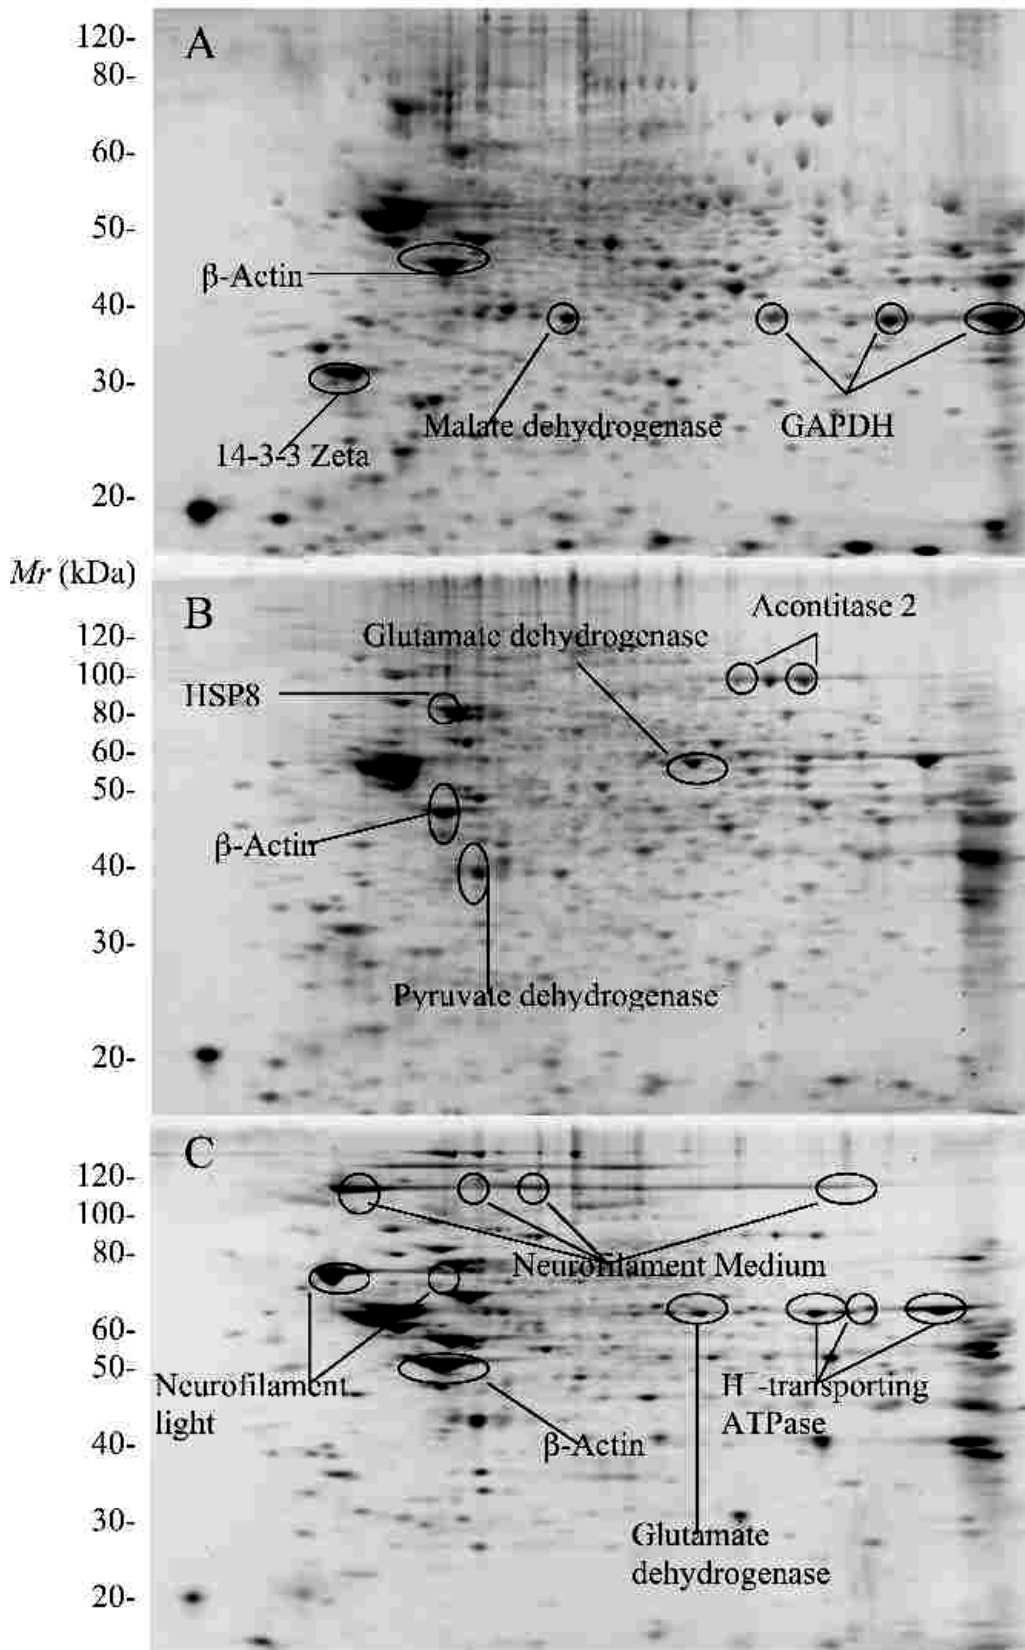 A
120-
80-
60-
50-
β-Actin
40-
30-
Malate dehydrogenase GAPDH
14-3-3 Zeta
20-
Mr (kDa)
B
Acontitase 2
120-
Glutamate dehydrogenase
100-
HSP8
80-
60-
50-
β-Actin
40-
30-
Pyruvate dehydrogenase
20-
C
120-
100-
80-
Neurofilament Medium
60-
50-
Neurofilament
light
H⁻-transporting
ATPase
β-Actin
40-
30-
Glutamate
dehydrogenase
20-